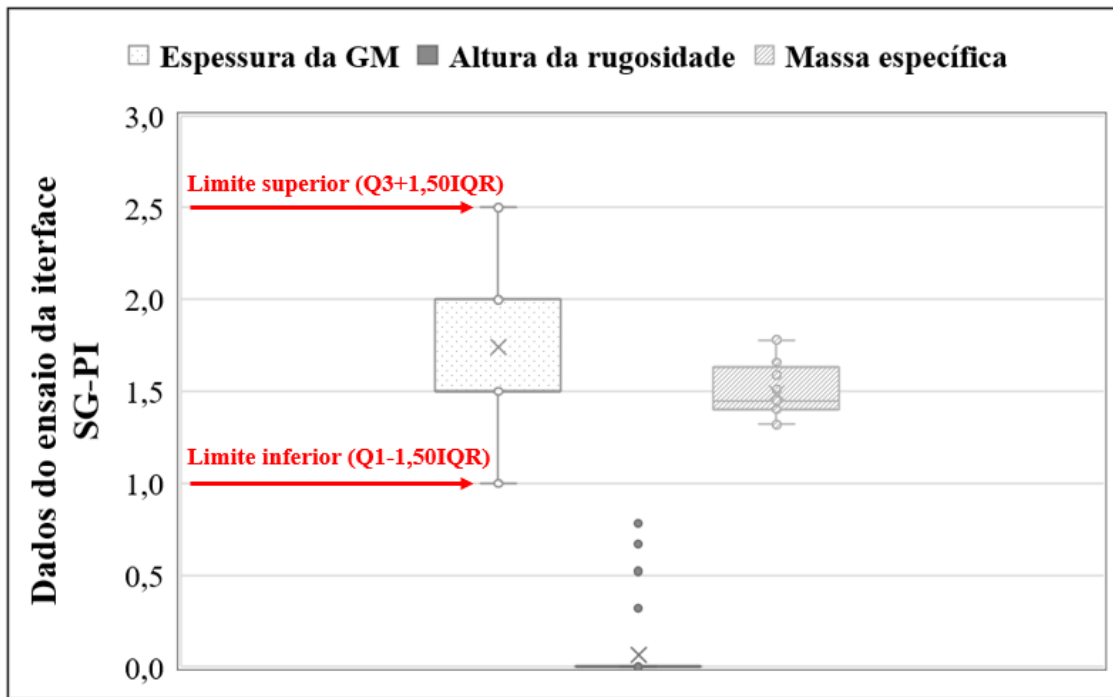 Espessura da GM Altura da rugosidade Massa específica
Dados do ensaio da iterface
SG-PI
3,0
2,5
2,0
1,5
1,0
0,5
0,0
Limite superior (Q3+1,50IQR)
Limite inferior (Q1-1,50IQR)